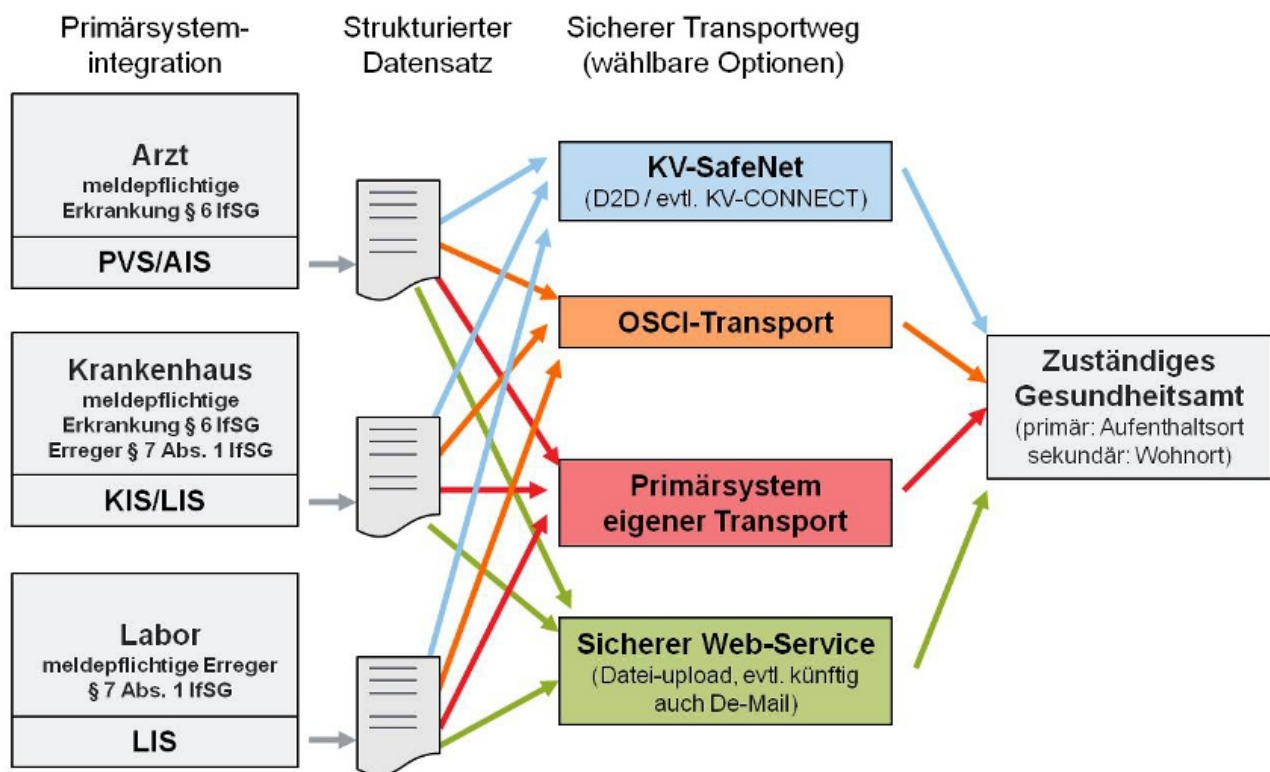 Primärsystem-
integration
Strukturierter
Datensatz
Sicherer Transportweg
(wählbare Optionen)
Arzt
meldepflichtige
Erkrankung § 6 IfSG
PVS/AIS
Krankenhaus
meldepflichtige
Erkrankung § 6 IfSG
Erreger § 7 Abs. 1 IfSG
KIS/LIS
Labor
meldepflichtige Erreger
§ 7 Abs. 1 IfSG
LIS
KV-SafeNet
(D2D / evtl. KV-CONNECT)
OSCI-Transport
Primärsystem
eigener Transport
Sicherer Web-Service
(Datei-upload, evtl. künftig
auch De-Mail)
Zuständiges
Gesundheitsamt
(primär: Aufenthaltsort
sekundär: Wohnort)